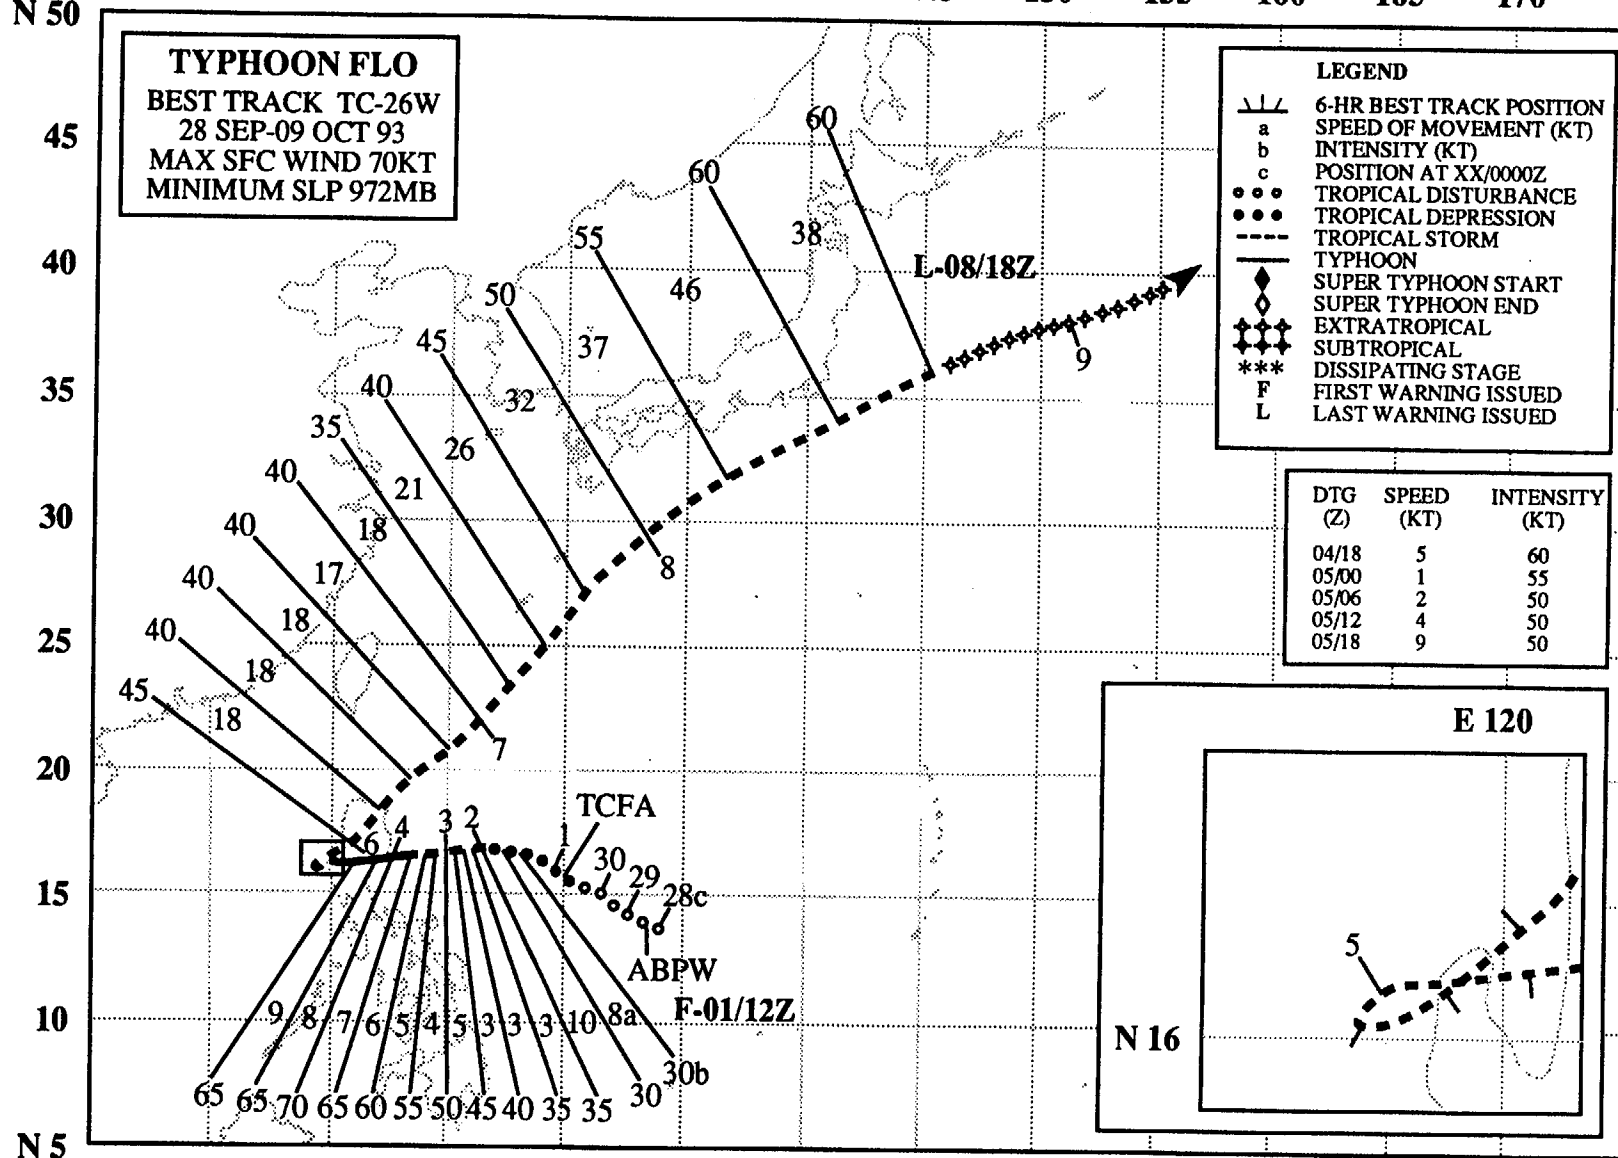 N 50
150
155
160
165
170
TYPHOON FLO
BEST TRACK TC-26W
28 SEP-09 OCT 93
MAX SFC WIND 70KT
MINIMUM SLP 972MB
LEGEND
6-HR BEST TRACK POSITION
a SPEED OF MOVEMENT (KT)
b INTENSITY (KT)
c POSITION AT XX/0000Z
TROPICAL DISTURBANCE
TROPICAL DEPRESSION
TROPICAL STORM
TYPHOON
SUPER TYPHOON START
SUPER TYPHOON END
EXTRATROPICAL
SUBTROPICAL
*** DISSIPATING STAGE
F FIRST WARNING ISSUED
L LAST WARNING ISSUED
45
40
35
30
25
20
15
10
N 5
60
60
55
50
45
40
35
40
40
40
40
45
38
46
37
32
26
21
18
17
18
18
18
L-08/18Z
9
8
7
6
4
3
2
1
TCFA
30
29
28c
ABPW
F-01/12Z
9 8 7 6 5 4 5 3 3 3 10 8a
65 65 70 65 60 55 50 45 40 35 35 30 30b
DTG SPEED INTENSITY
(Z) (KT) (KT)
04/18 5 60
05/00 1 55
05/06 2 50
05/12 4 50
05/18 9 50
E 120
5
N 16